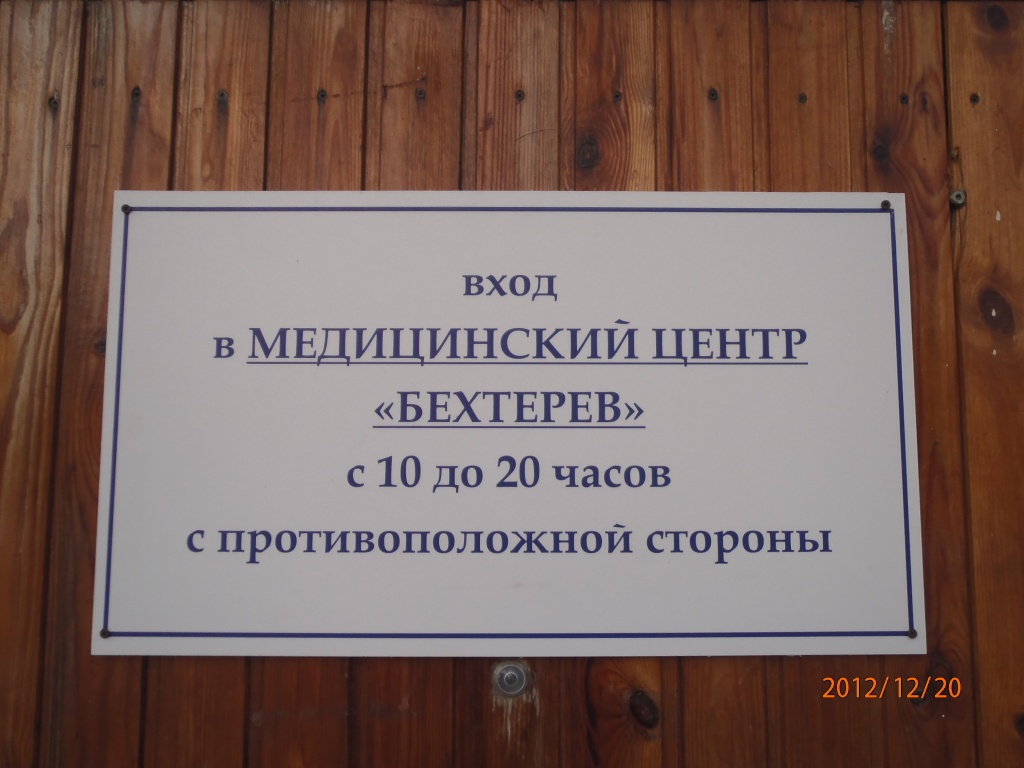 вход
в МЕДИЦИНСКИЙ ЦЕНТР
«БЕХТЕРЕВ»
с 10 до 20 часов
с противоположной стороны
2012/12/20